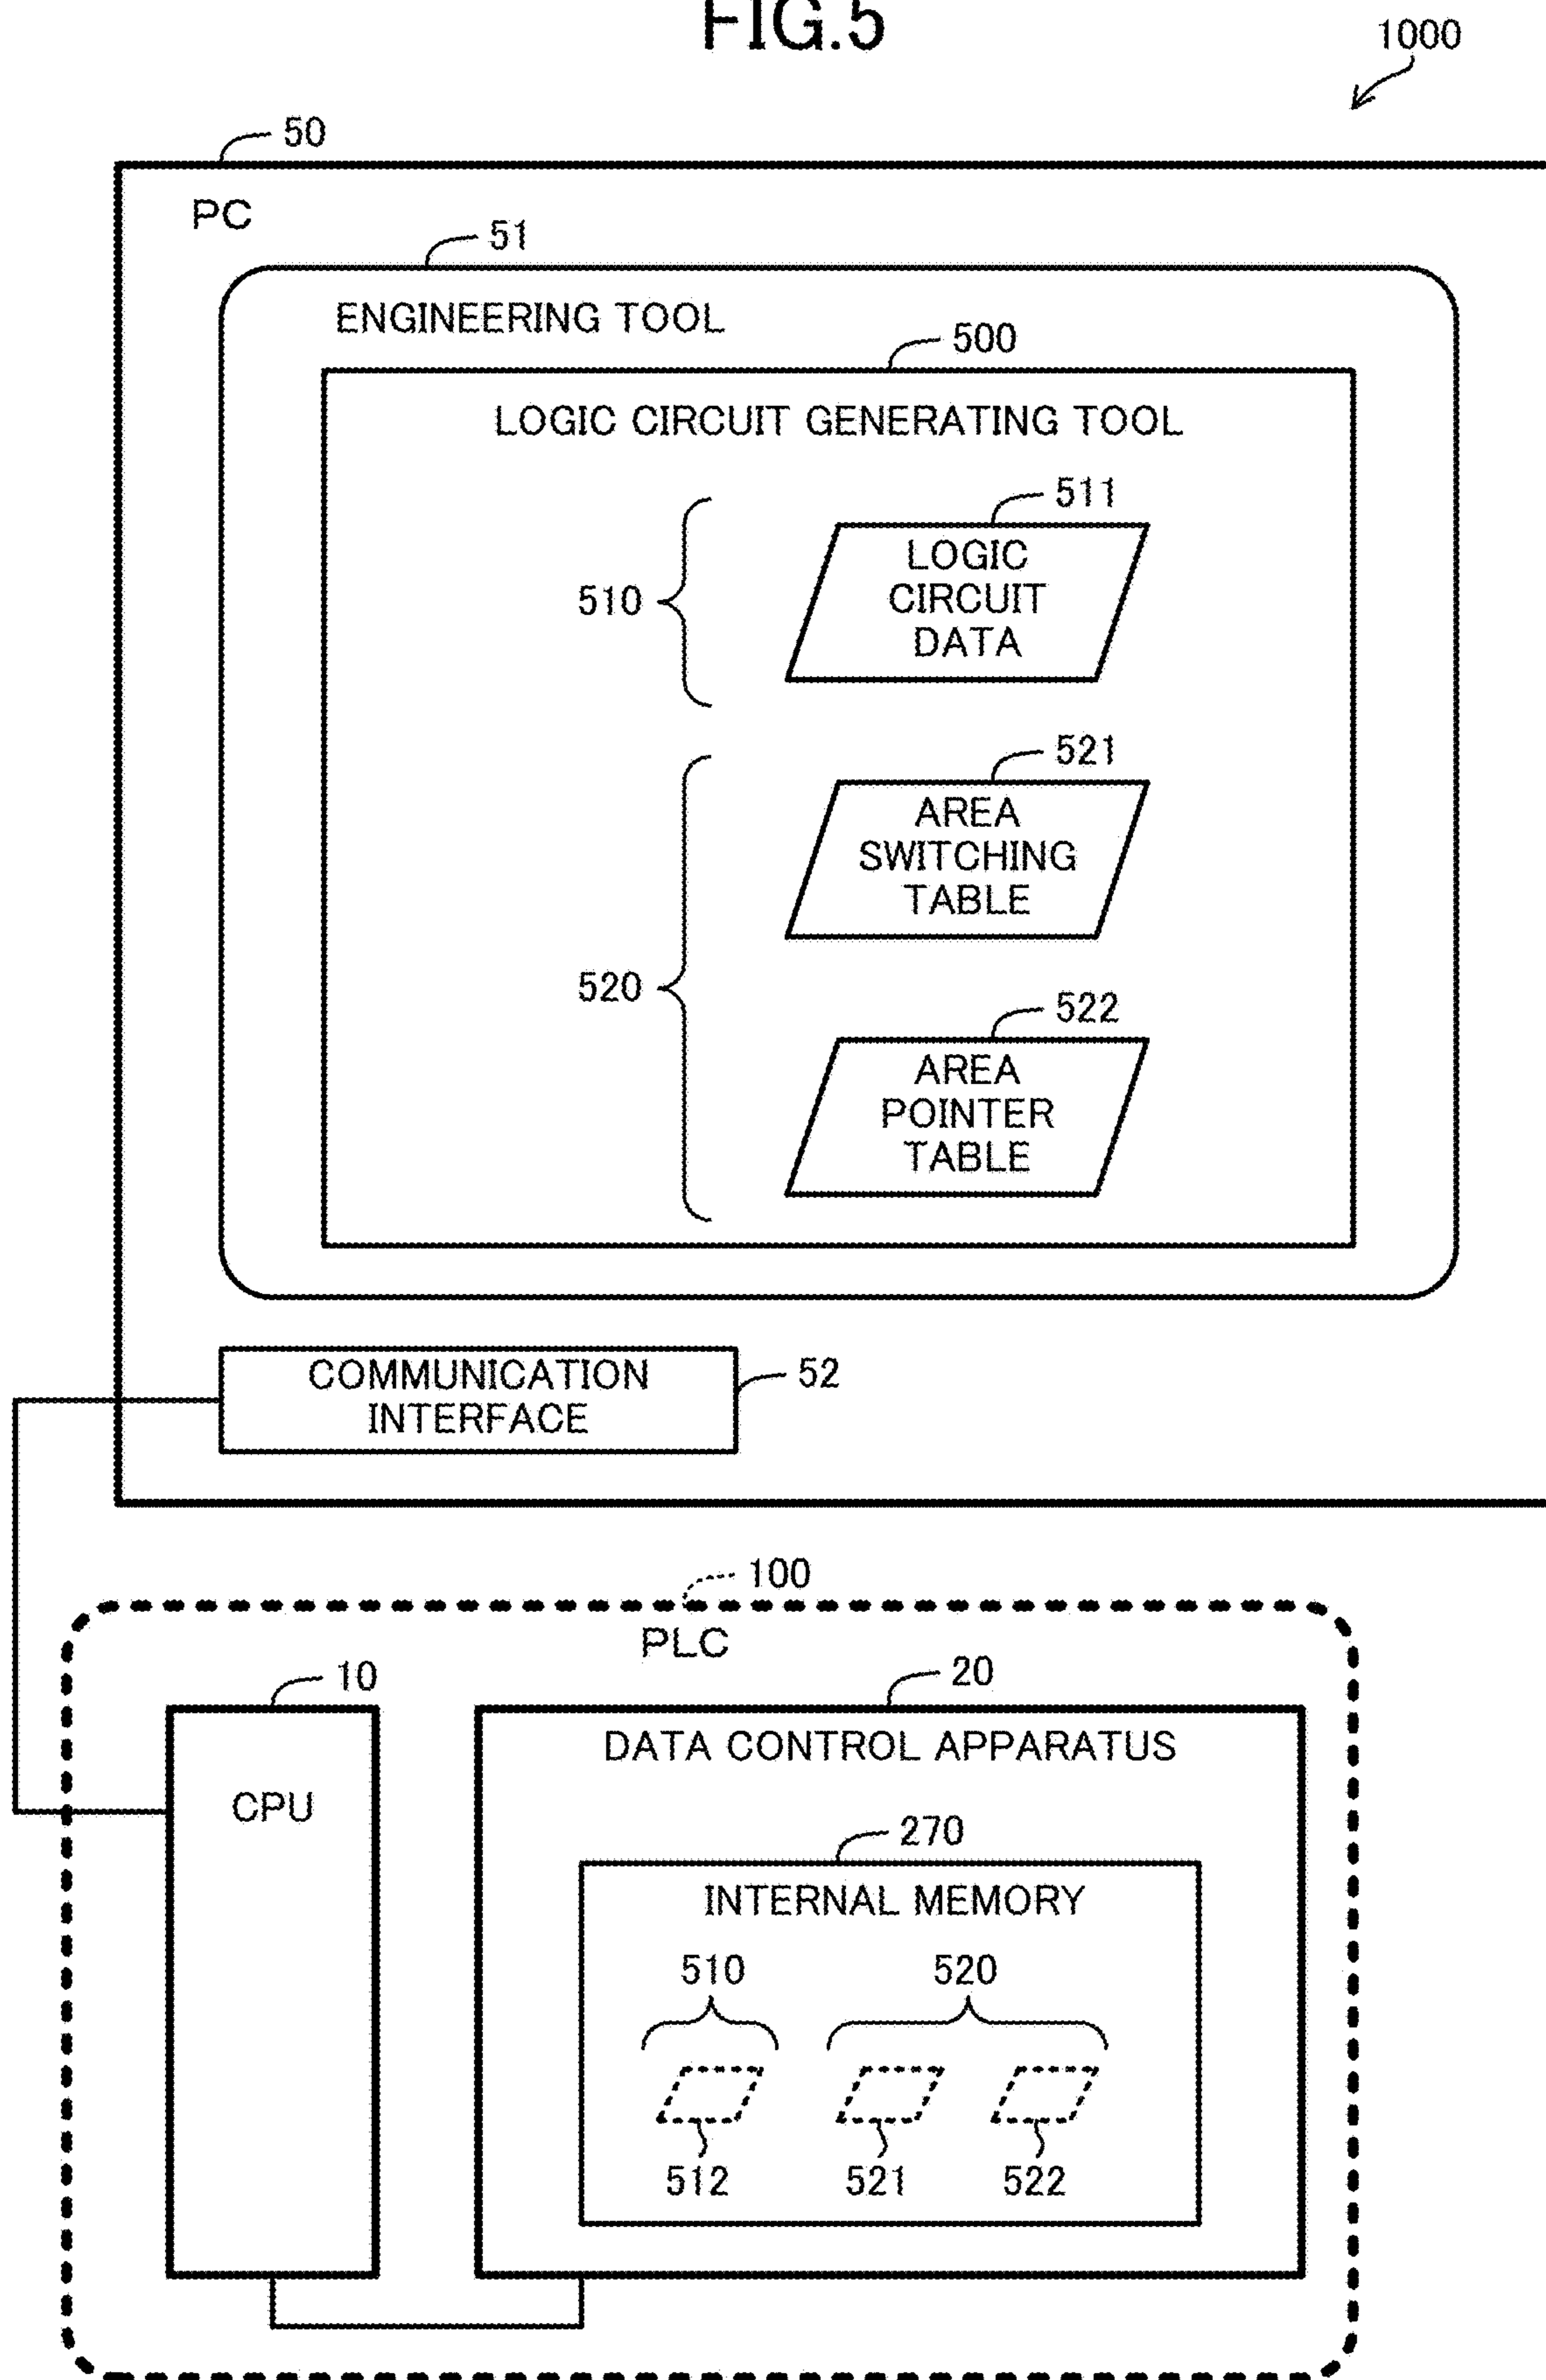 FIG.5
1000
50
PC
51
ENGINEERING TOOL
500
LOGIC CIRCUIT GENERATING TOOL
511
LOGIC
CIRCUIT
DATA
510
521
AREA
SWITCHING
TABLE
520
522
AREA
POINTER
TABLE
COMMUNICATION
INTERFACE
52
100
PLC
10
20
DATA CONTROL APPARATUS
CPU
270
INTERNAL MEMORY
510 520
512 521 522